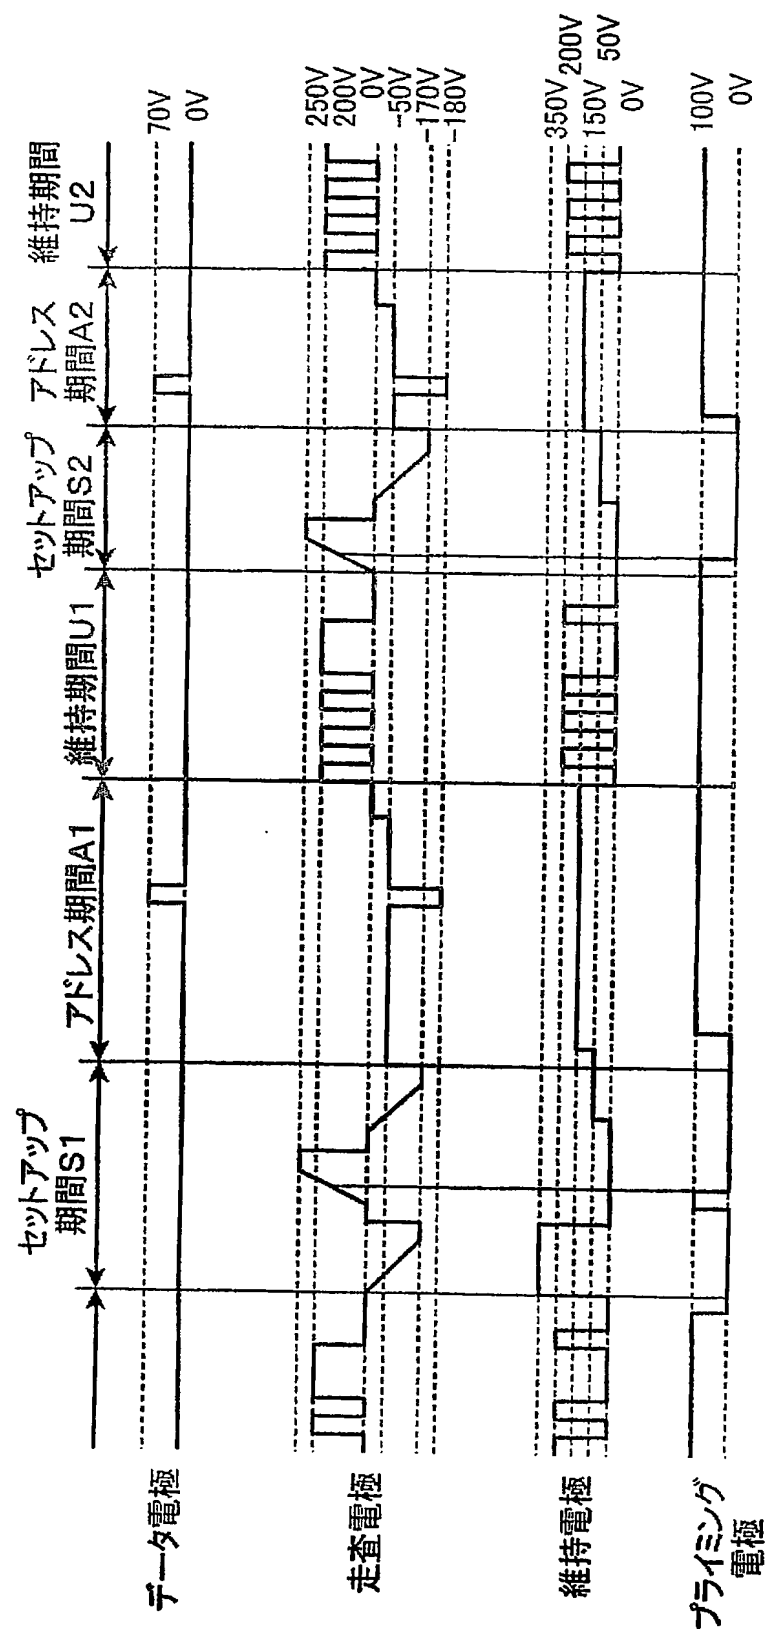 セットアップ
期間S1
アドレス期間A1
維持期間U1
セットアップ
期間S2
アドレス
期間A2
維持期間
U2
データ電極
70V
0V
走査電極
250V
200V
0V
-50V
-170V
-180V
維持電極
350V
200V
150V
50V
0V
プライミング
電極
100V
0V